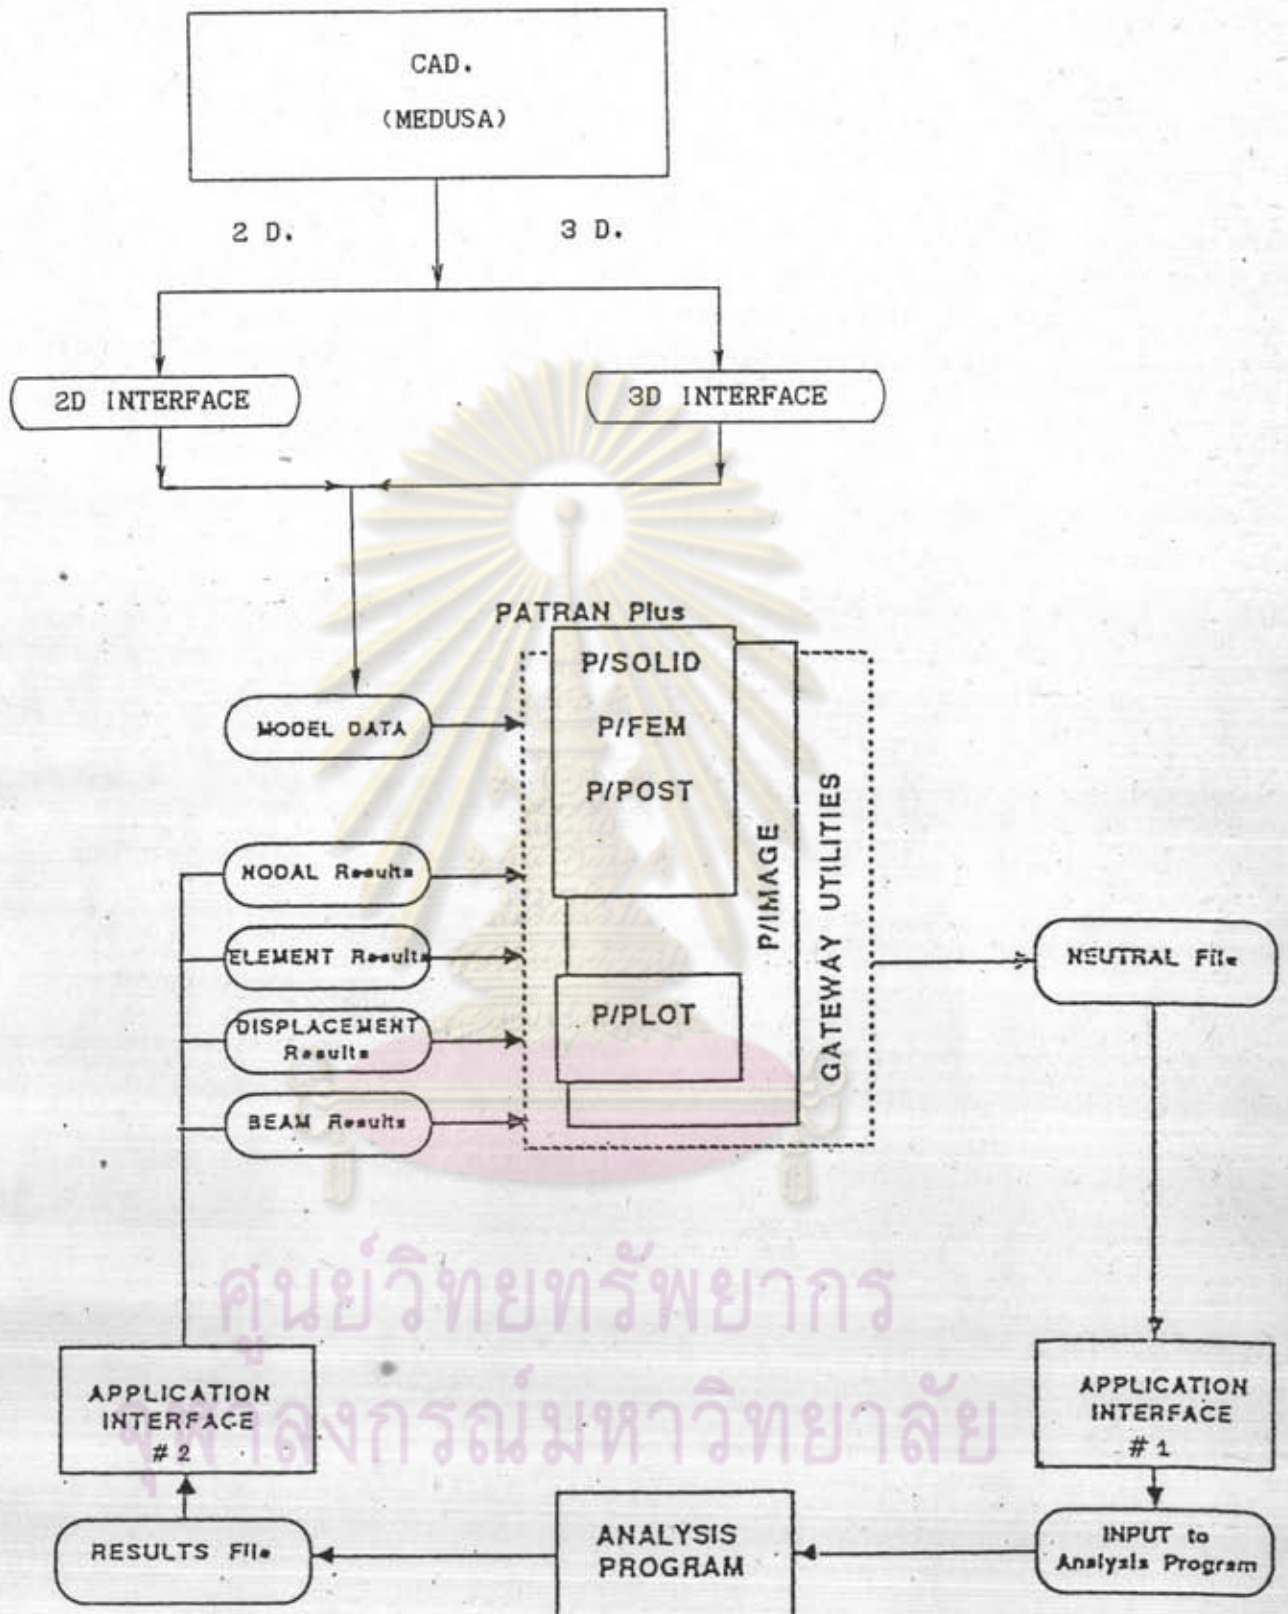 CAD.
(MEDUSA)
2 D.
3 D.
2D INTERFACE
3D INTERFACE
PATRAN Plus
P/SOLID
P/FEM
P/POST
P/IMAGE
GATEWAY UTILITIES
P/PLOT
MODEL DATA
NODAL Results
ELEMENT Results
DISPLACEMENT
Results
BEAM Results
NEUTRAL File
ศูนย์วิทยทรัพยากร
จุฬาลงกรณ์มหาวิทยาลัย
APPLICATION
INTERFACE
#2
APPLICATION
INTERFACE
#1
RESULTS File
ANALYSIS
PROGRAM
INPUT to
Analysis Program